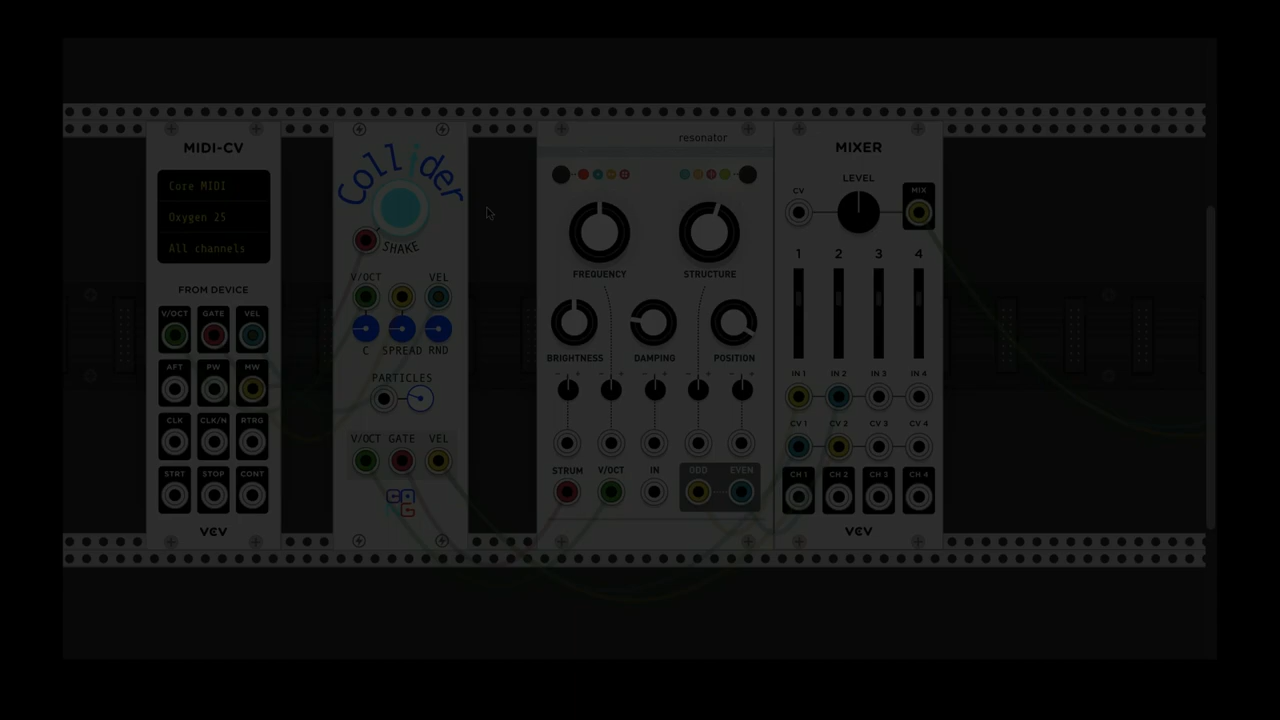 MIDI-CV
Core MIDI
Oxygen 25
All channels
FROM DEVICE
V/OCT GATE VEL
AFT PW MW
CLK CLK/N RTRG
STRT STOP CONT
VCV
Collider
SHAKE
V/OCT VEL
C SPREAD RND
PARTICLES
V/OCT GATE VEL
resonator
FREQUENCY STRUCTURE
BRIGHTNESS DAMPING POSITION
− + − + − + − + − +
STRUM V/OCT IN ODD EVEN
MIXER
LEVEL
CV MIX
1 2 3 4
IN 1 IN 2 IN 3 IN 4
CV 1 CV 2 CV 3 CV 4
CH 1 CH 2 CH 3 CH 4
VCV